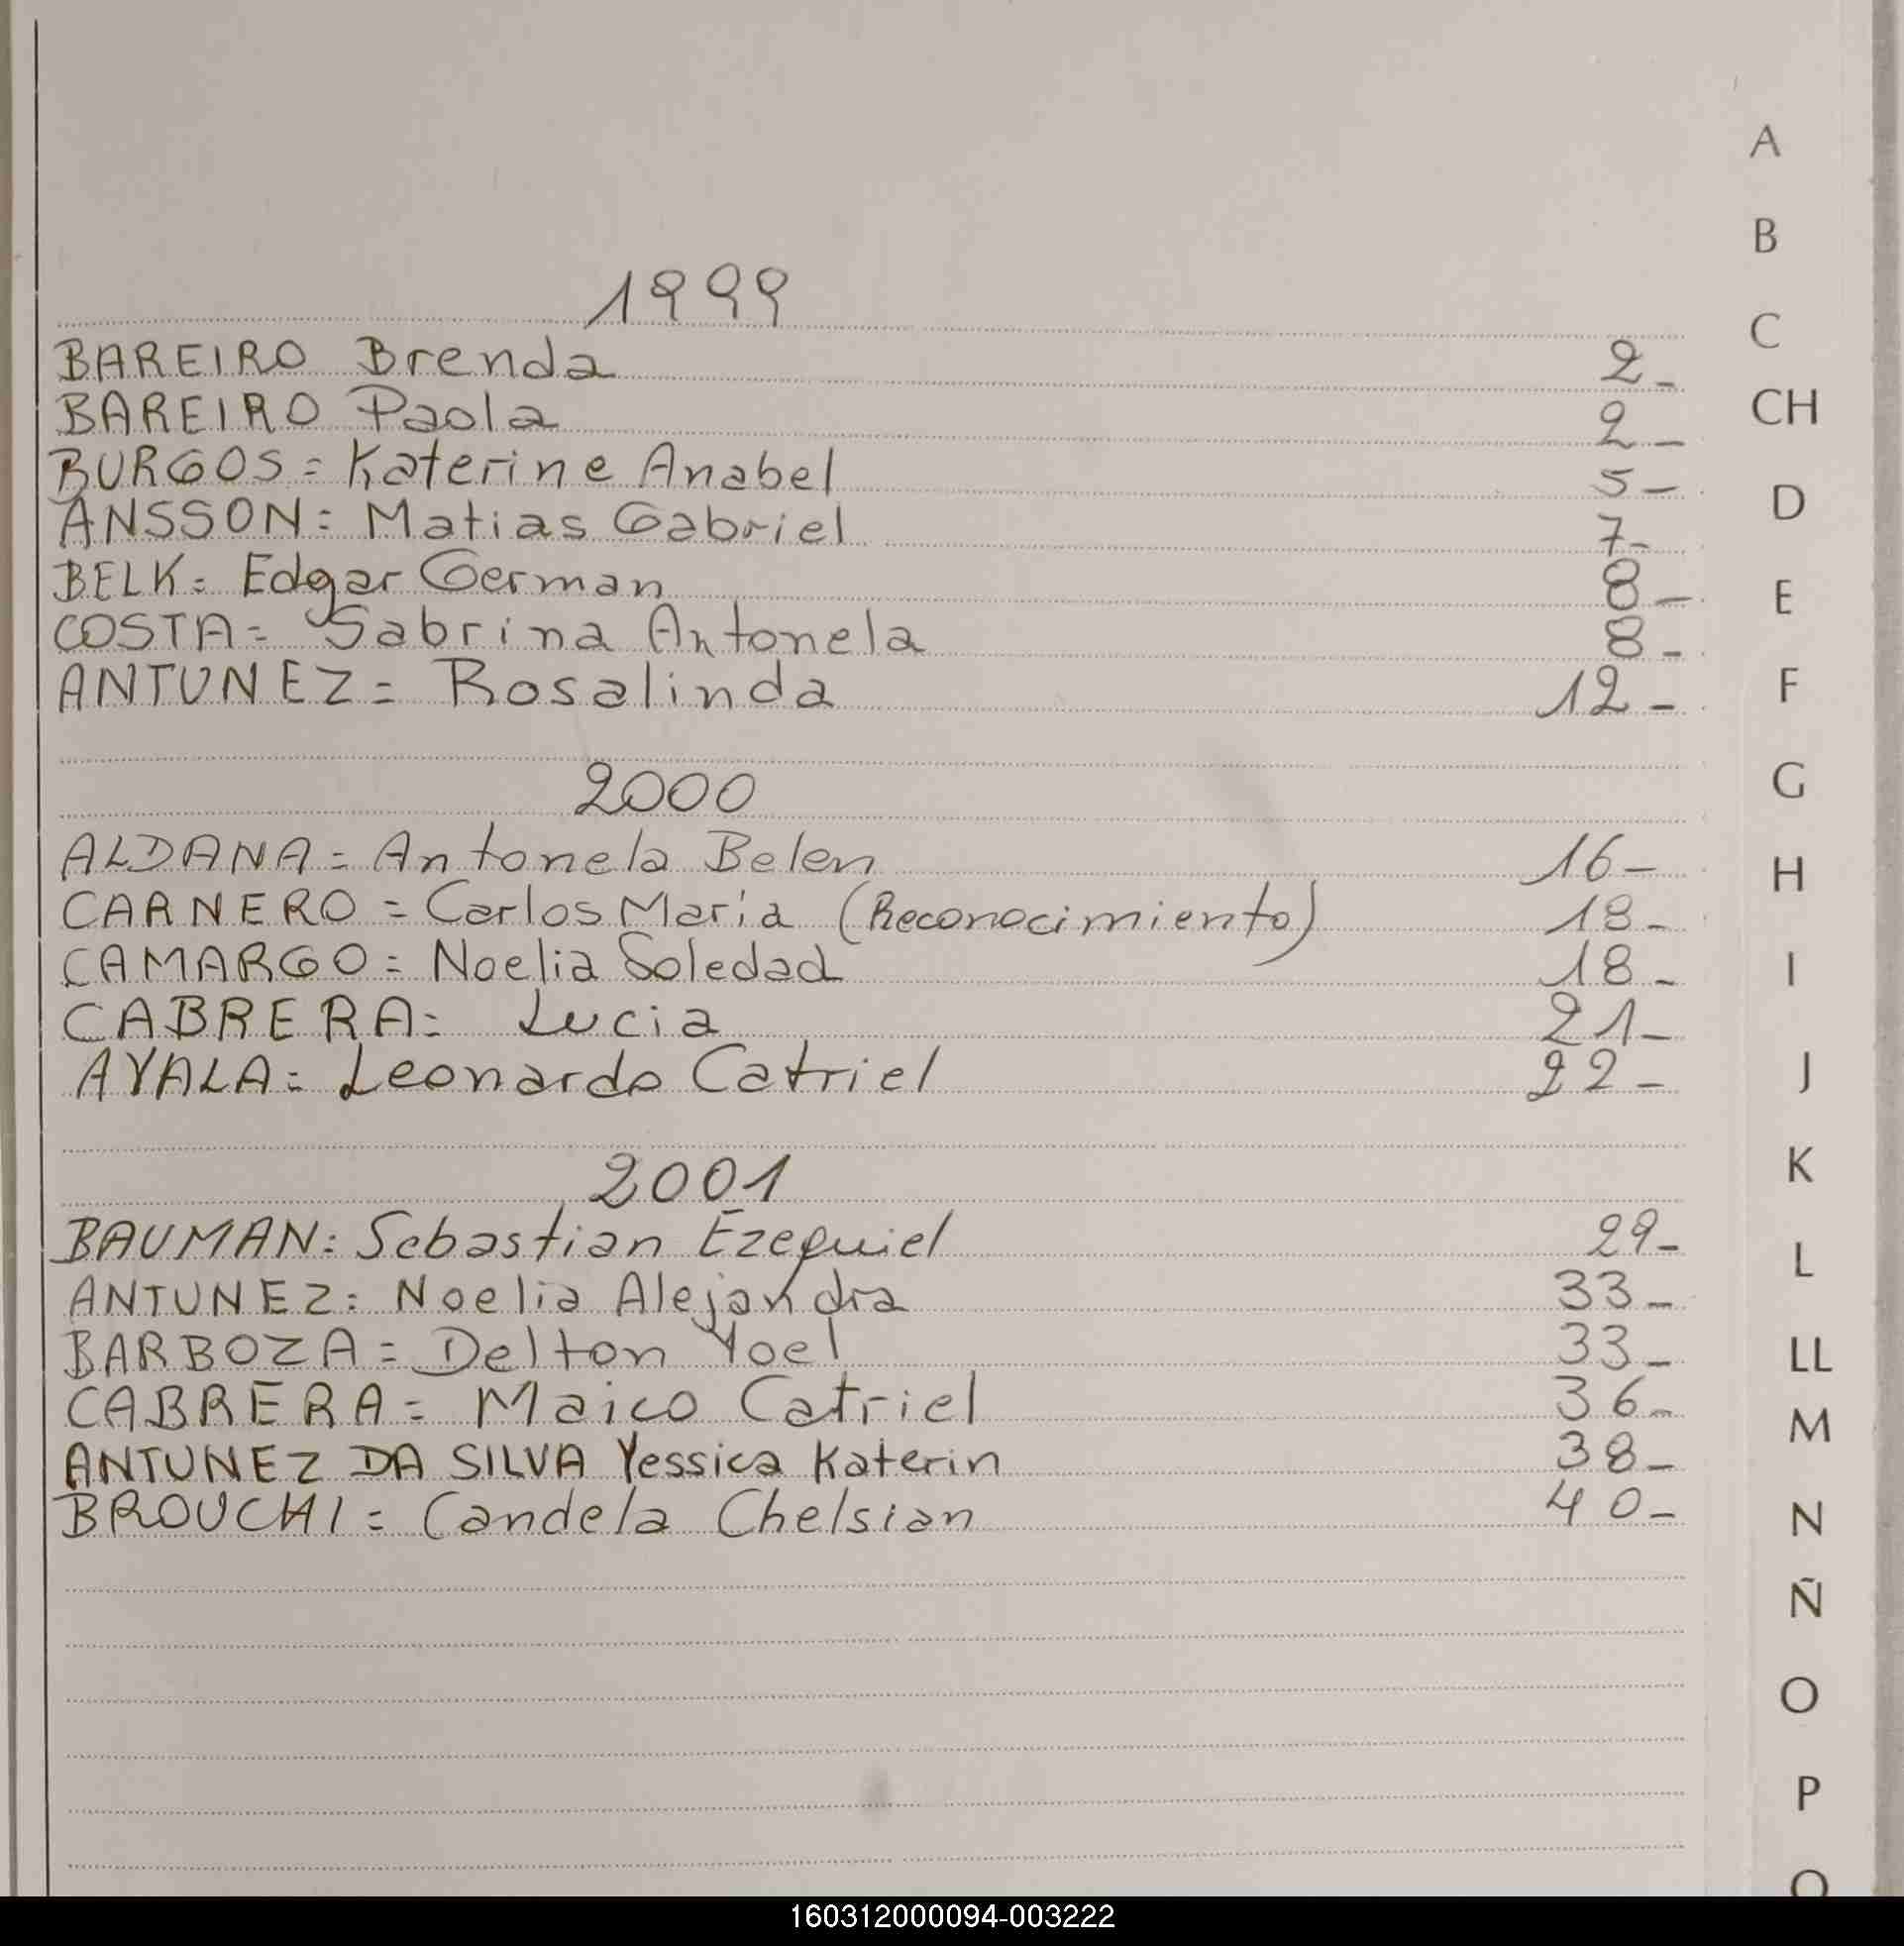 1999
BAREIRO Brenda 2-
BAREIRO Paola 2-
BURGOS= Katerine Anabel 5-
ANSSON= Matias Gabriel 7-
BELK= Edgar German 8-
COSTA= Sabrina Antonela 8-
ANTUNEZ= Rosalinda 12-
2000
ALDANA= Antonela Belen 16-
CARNERO= Carlos María (Reconocimiento) 18-
CAMARGO= Noelia Soledad 18-
CABRERA= Lucia 21-
AYALA= Leonardo Catriel 22-
2001
BAUMAN= Sebastian Ezequiel 29-
ANTUNEZ= Noelia Alejandra 33-
BARBOZA= Delton Yoel 33-
CABRERA= Maico Catriel 36-
ANTUNEZ DA SILVA Yessica Katerin 38-
BROUCHI= Candela Chelsian 40-
A
B
C
CH
D
E
F
G
H
I
J
K
L
LL
M
N
Ñ
O
P
160312000094-003222